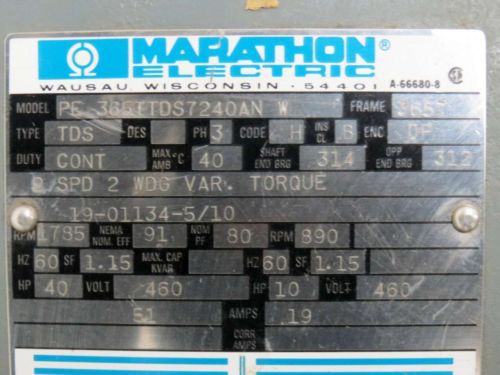 MARATHON®
ELECTRIC
WAUSAU, WISCONSIN · 54401 A-66680-8
MODEL PE 365TTDS7240AN W FRAME 365T
TYPE TDS DES PH 3 CODE H INS CL B ENC DP
DUTY CONT MAX. AMB °C 40 SHAFT END BRG 314 OPP END BRG 312
2 SPD 2 WDG VAR. TORQUE
19-01134-5/10
RPM 1785 NEMA NOM. EFF 91 NOM PF 80 RPM 890
HZ 60 SF 1.15 MAX. CAP KVAR HZ 60 SF 1.15
HP 40 VOLT 460 HP 10 VOLT 460
51 AMPS 19
CORR AMPS